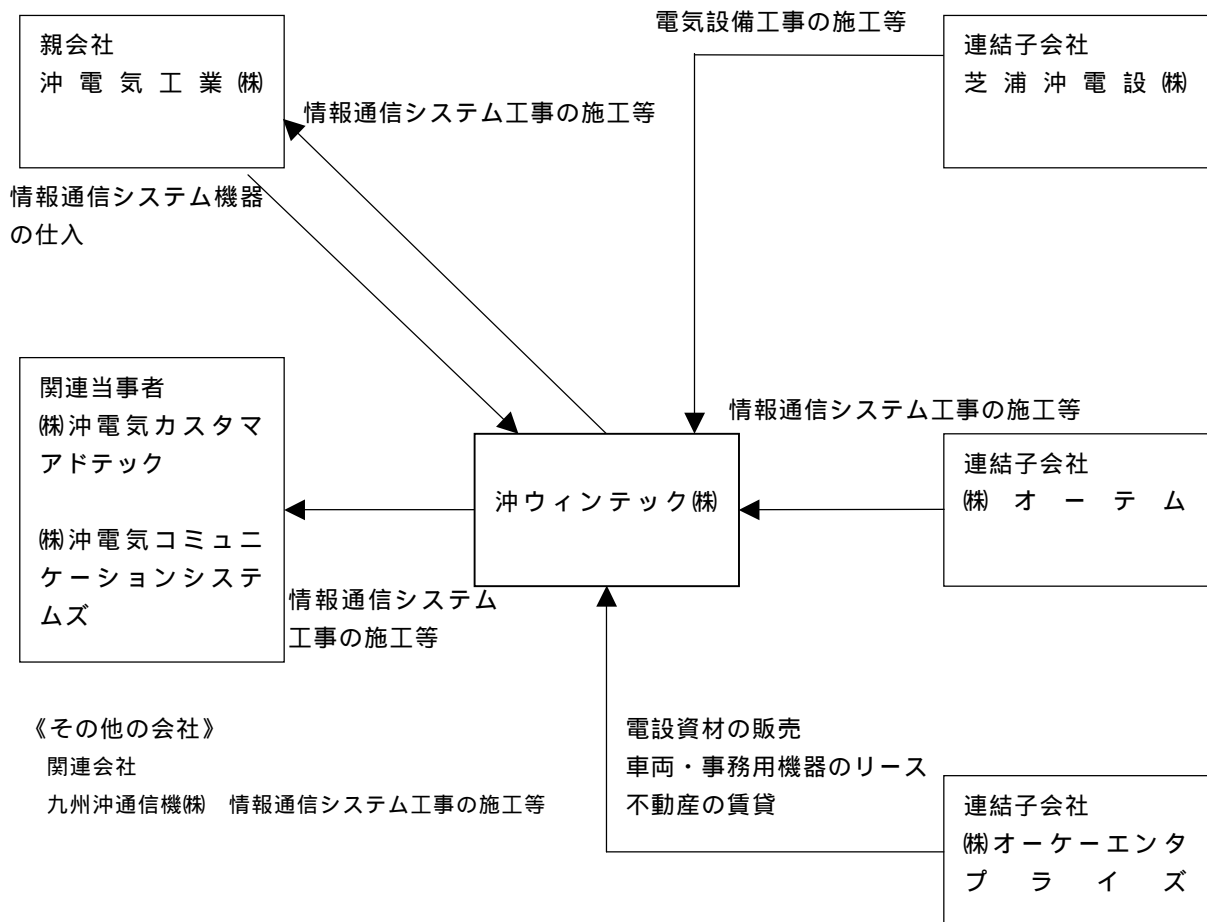 電気設備工事の施工等
親会社
沖電気工業㈱
連結子会社
芝浦沖電設㈱
情報通信システム工事の施工等
情報通信システム機器
の仕入
関連当事者
㈱沖電気カスタマ
アドテック
㈱沖電気コミュニ
ケーションシステ
ムズ
沖ウィンテック㈱
情報通信システム工事の施工等
連結子会社
㈱オーテム
情報通信システム
工事の施工等
《その他の会社》
関連会社
九州沖通信機㈱　情報通信システム工事の施工等
電設資材の販売
車両・事務用機器のリース
不動産の賃貸
連結子会社
㈱オーケーエンタ
プライズ